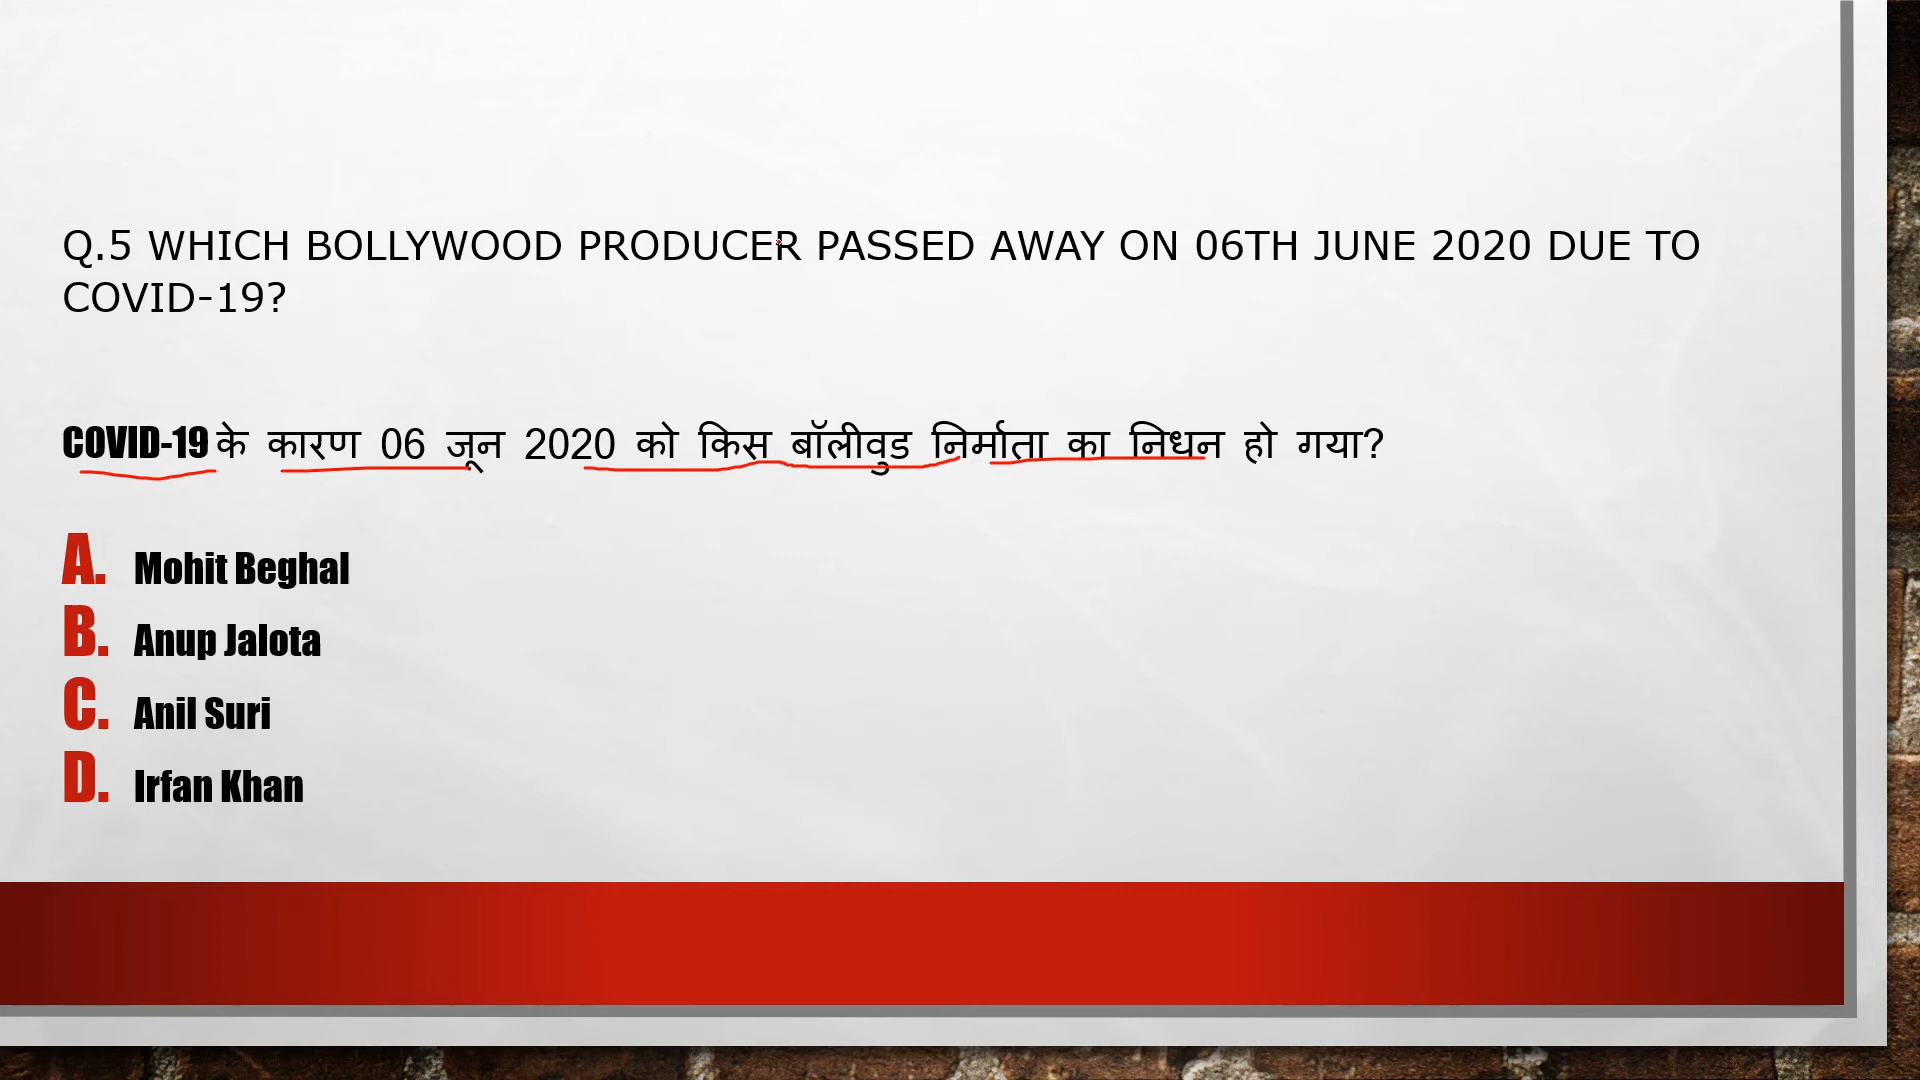 Q.5 WHICH BOLLYWOOD PRODUCER PASSED AWAY ON 06TH JUNE 2020 DUE TO
COVID-19?
COVID-19 के कारण 06 जून 2020 को किस बॉलीवुड निर्माता का निधन हो गया?
A. Mohit Beghal
B. Anup Jalota
C. Anil Suri
D. Irfan Khan